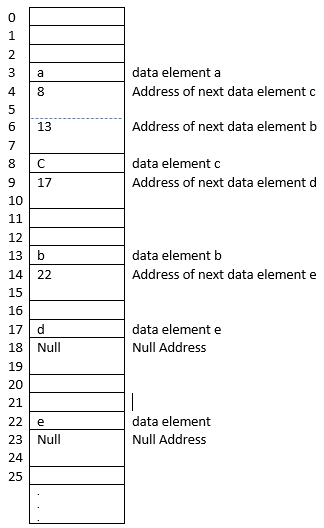 0
1
2
3 a data element a
4 8 Address of next data element c
5
6 13 Address of next data element b
7
8 C data element c
9 17 Address of next data element d
10
11
12
13 b data element b
14 22 Address of next data element e
15
16
17 d data element e
18 Null Null Address
19
20
21
22 e data element
23 Null Null Address
24
25
.
.
.